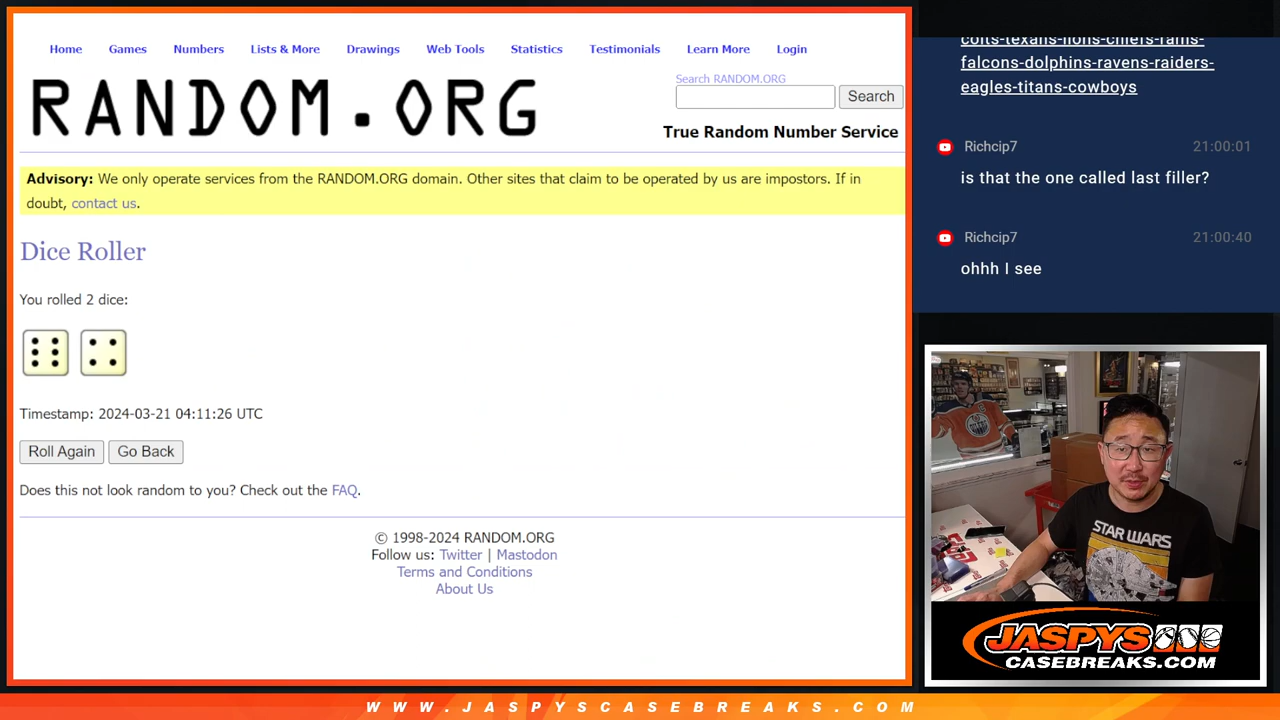 Home Games Numbers Lists & More Drawings Web Tools Statistics Testimonials Learn More Login
RANDOM.ORG
Search RANDOM.ORG
Search
True Random Number Service
Advisory: We only operate services from the RANDOM.ORG domain. Other sites that claim to be operated by us are impostors. If in
doubt, contact us.
Dice Roller
You rolled 2 dice:
Timestamp: 2024-03-21 04:11:26 UTC
Roll Again Go Back
Does this not look random to you? Check out the FAQ.
© 1998-2024 RANDOM.ORG
Follow us: Twitter | Mastodon
Terms and Conditions
About Us
colts-texans-lions-chiefs-rams-
falcons-dolphins-ravens-raiders-
eagles-titans-cowboys
Richcip7 21:00:01
is that the one called last filler?
Richcip7 21:00:40
ohhh I see
STAR WARS
JASPYS
CASEBREAKS.COM
WWW.JASPYSCASEBREAKS.COM